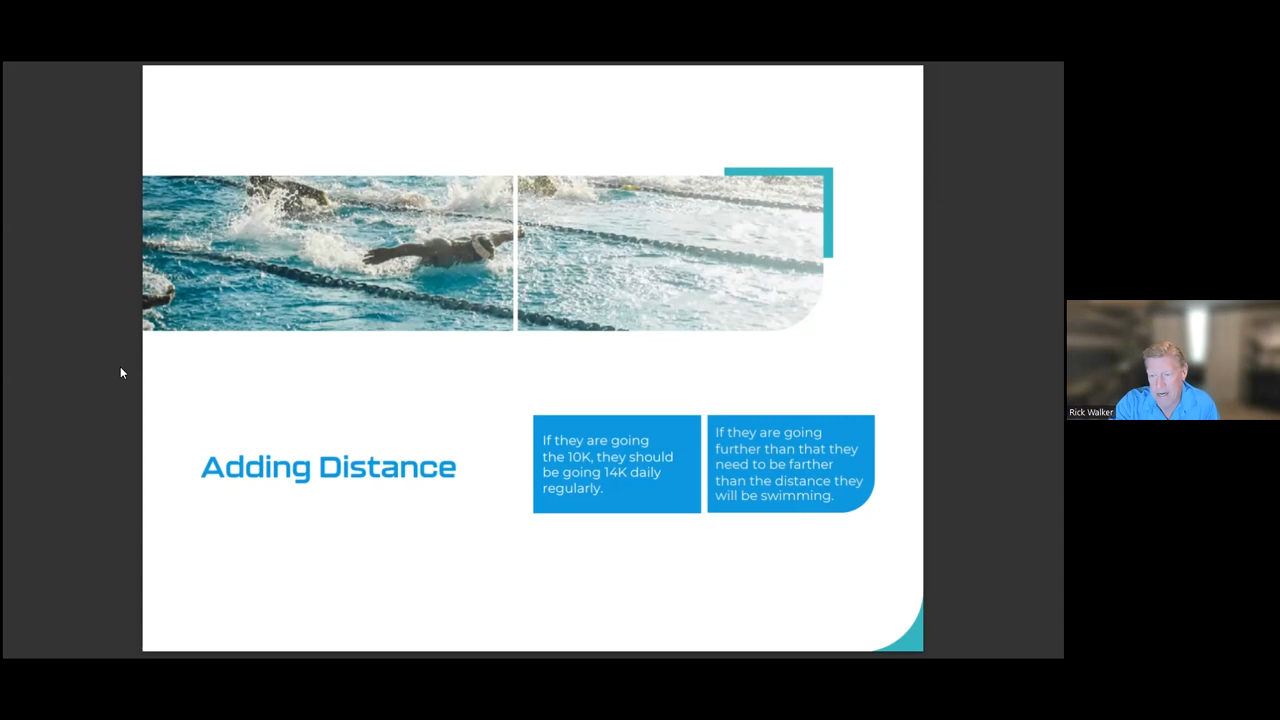 Adding Distance
If they are going
the 10K, they should
be going 14K daily
regularly.
If they are going
further than that they
need to be farther
than the distance they
will be swimming.
Rick Walker